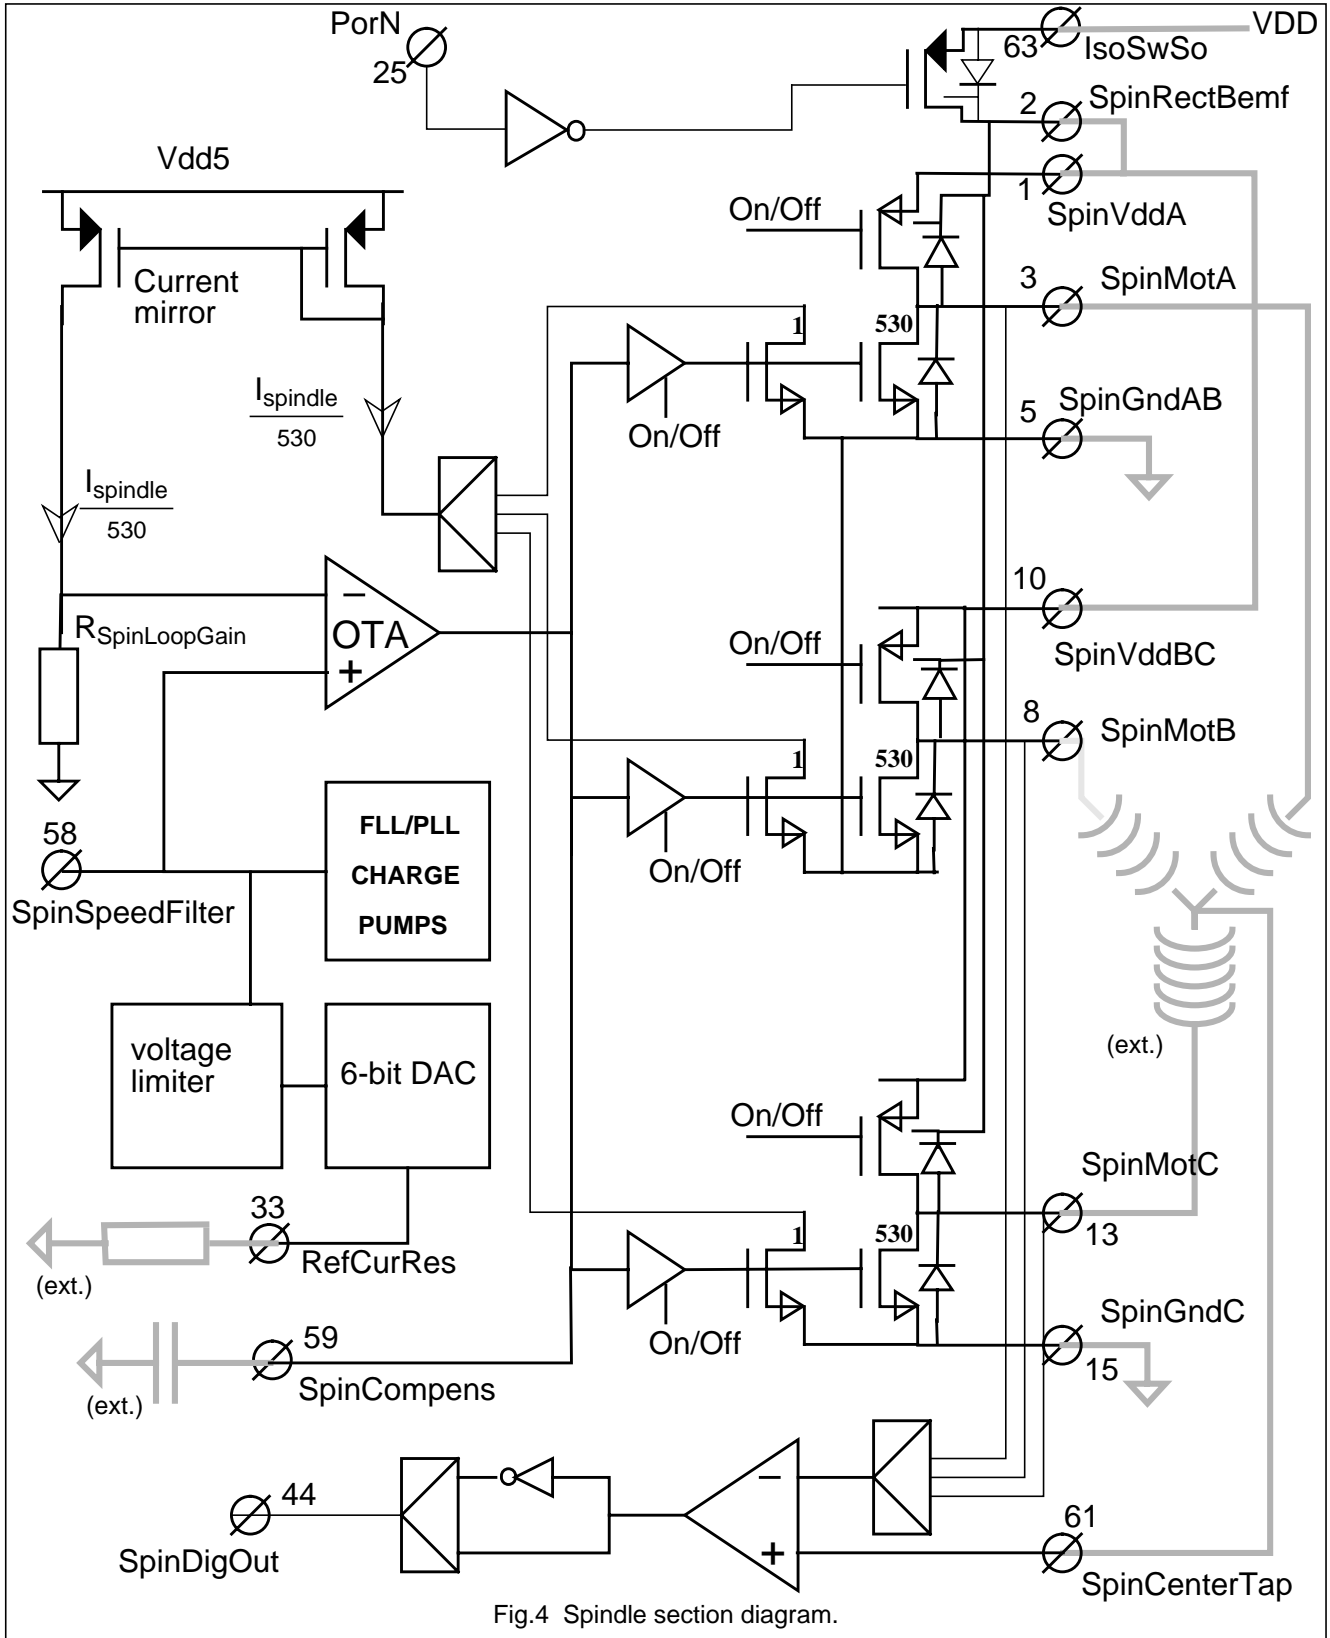 PorN
25
63
IsoSwSo
VDD
2
SpinRectBemf
Vdd5
1
SpinVddA
On/Off
Current
mirror
3
SpinMotA
1
530
Ispindle
530
On/Off
5
SpinGndAB
Ispindle
530
10
SpinVddBC
RSpinLoopGain
−
OTA
+
On/Off
8
SpinMotB
1
530
58
SpinSpeedFilter
FLL/PLL
CHARGE
PUMPS
On/Off
voltage
limiter
6-bit DAC
(ext.)
On/Off
SpinMotC
13
33
RefCurRes
(ext.)
1
530
59
SpinCompens
(ext.)
On/Off
SpinGndC
15
44
SpinDigOut
−
+
61
SpinCenterTap
Fig.4 Spindle section diagram.